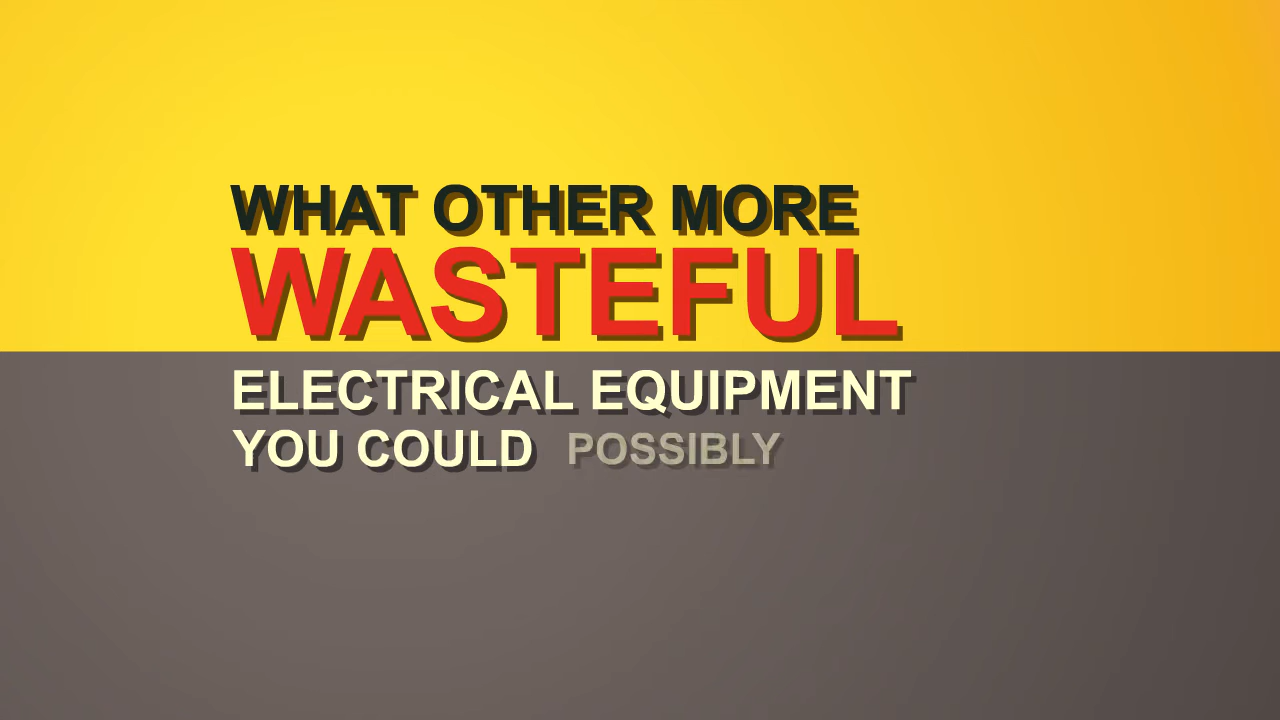 WHAT OTHER MORE
WASTEFUL
ELECTRICAL EQUIPMENT
YOU COULD POSSIBLY